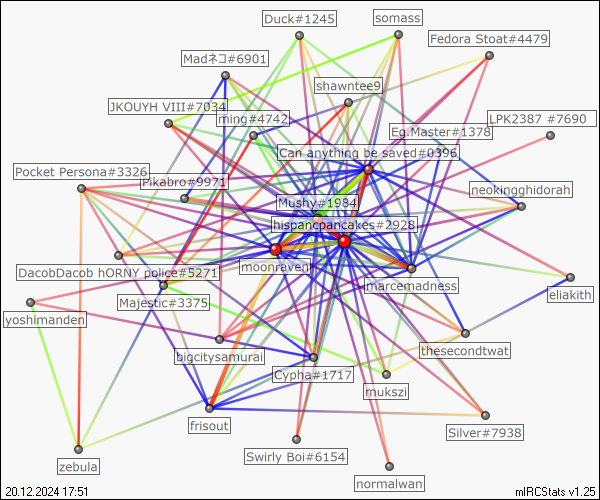 Duck#1245
somass
Fedora Stoat#4479
Madネコ#6901
shawntee9
JKOUYH VIII#7034
ming#4742
LPK2387 #7690
Eg.Master#1378
Can anything be saved#0396
Pocket Persona#3326
Pikabro#9971
neokingghidorah
Mushy#1984
hispancpancakes#2928
moonraven
DacobDacob hORNY police#5271
marcemadness
eliakith
Majestic#3375
yoshimanden
bigcitysamurai
thesecondtwat
Cypha#1717
mukszi
frisout
Silver#7938
Swirly Boi#6154
zebula
normalwan
20.12.2024 17:51
mIRCStats v1.25